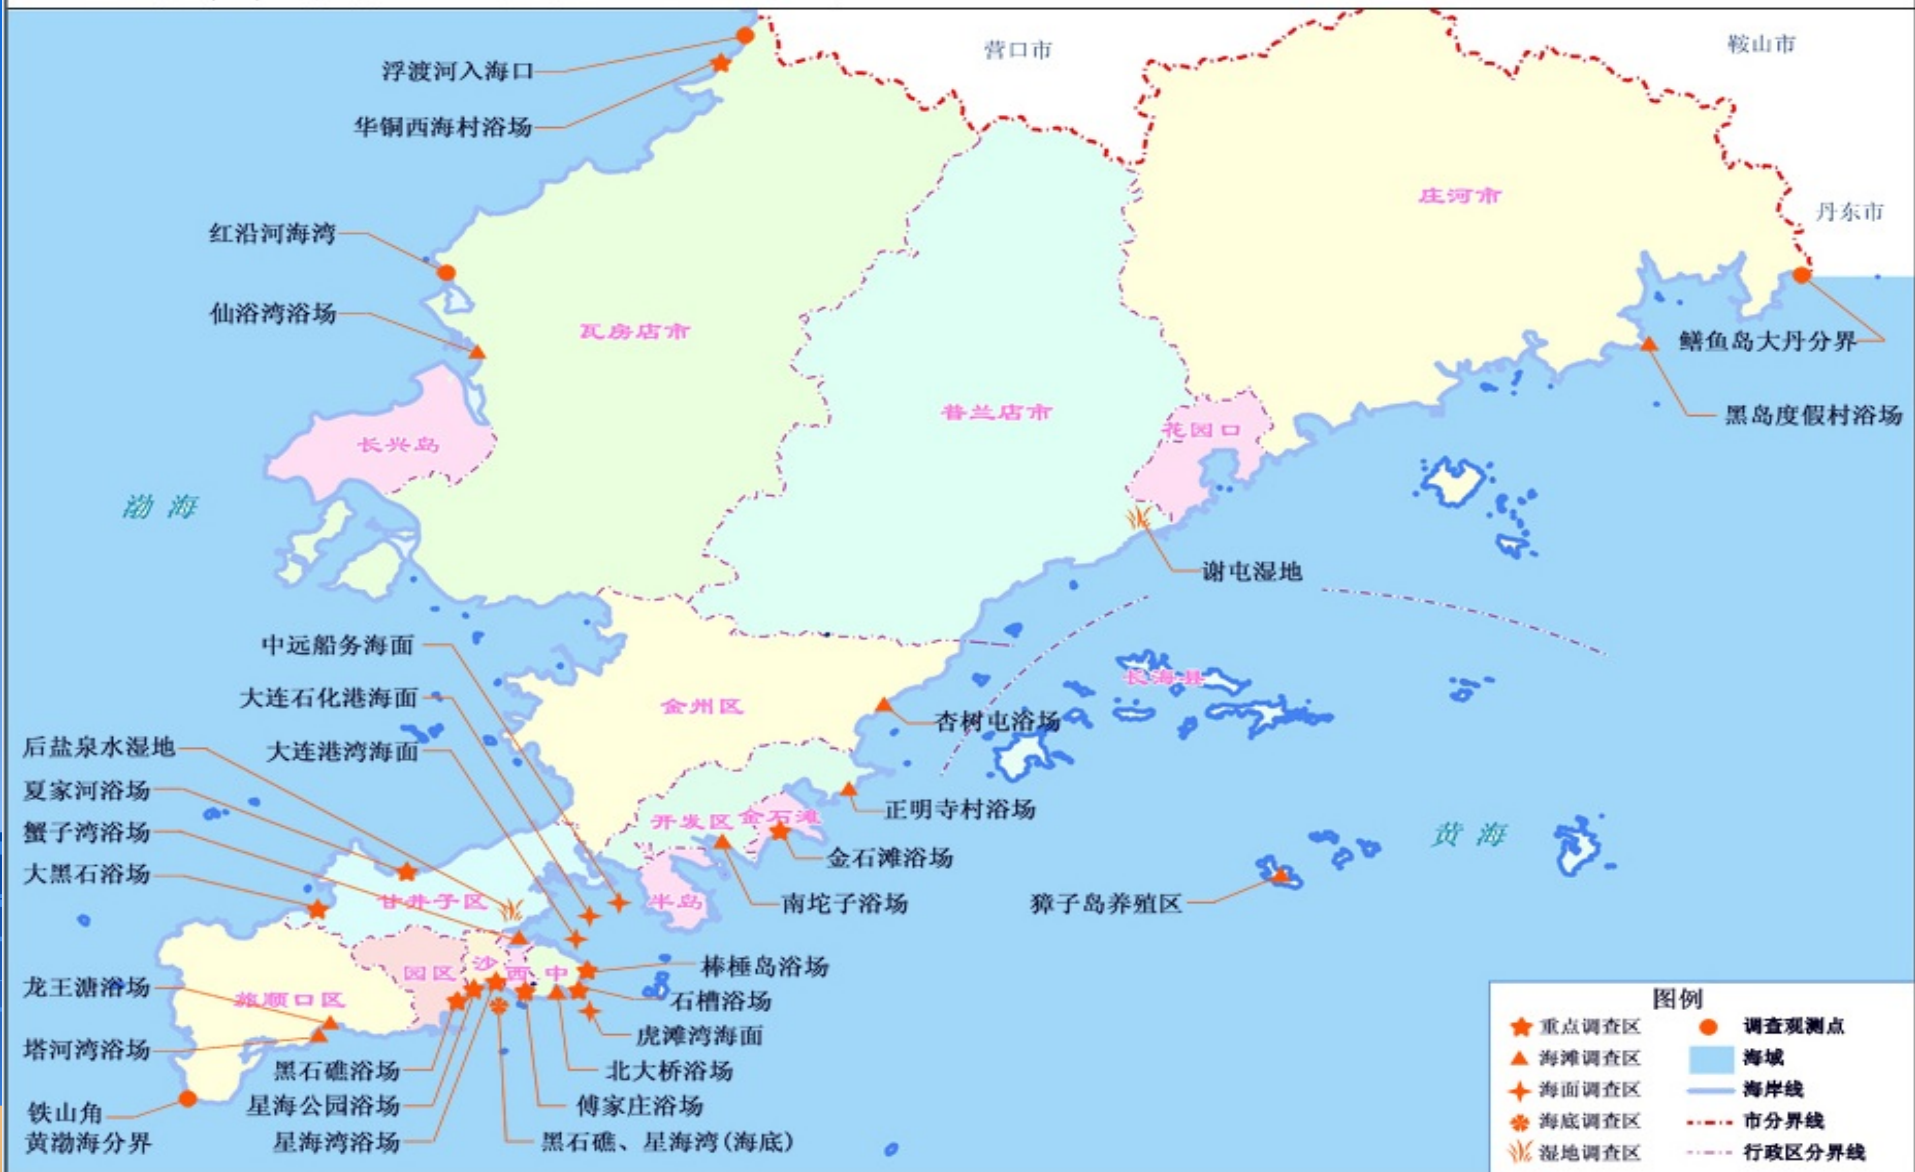 营口市
鞍山市
浮渡河入海口
华铜西海村浴场
庄河市
丹东市
红沿河海湾
仙浴湾浴场
瓦房店市
鳝鱼岛大丹分界
普兰店市
黑岛度假村浴场
花园口
长兴岛
渤海
谢屯湿地
中远船务海面
长海县
大连石化港海面
金州区
杏树屯浴场
后盐泉水湿地
大连港湾海面
夏家河浴场
正明寺村浴场
开发区
金石滩
蟹子湾浴场
黄海
金石滩浴场
大黑石浴场
甘井子区
半岛
南坨子浴场
獐子岛养殖区
园区
沙
西
中
棒棰岛浴场
龙王溏浴场
旅顺口区
石槽浴场
虎滩湾海面
塔河湾浴场
黑石礁浴场
北大桥浴场
星海公园浴场
傅家庄浴场
铁山角
黄渤海分界
星海湾浴场
黑石礁、星海湾(海底)
图例
重点调查区
调查观测点
海滩调查区
海域
海面调查区
海岸线
海底调查区
市分界线
湿地调查区
行政区分界线